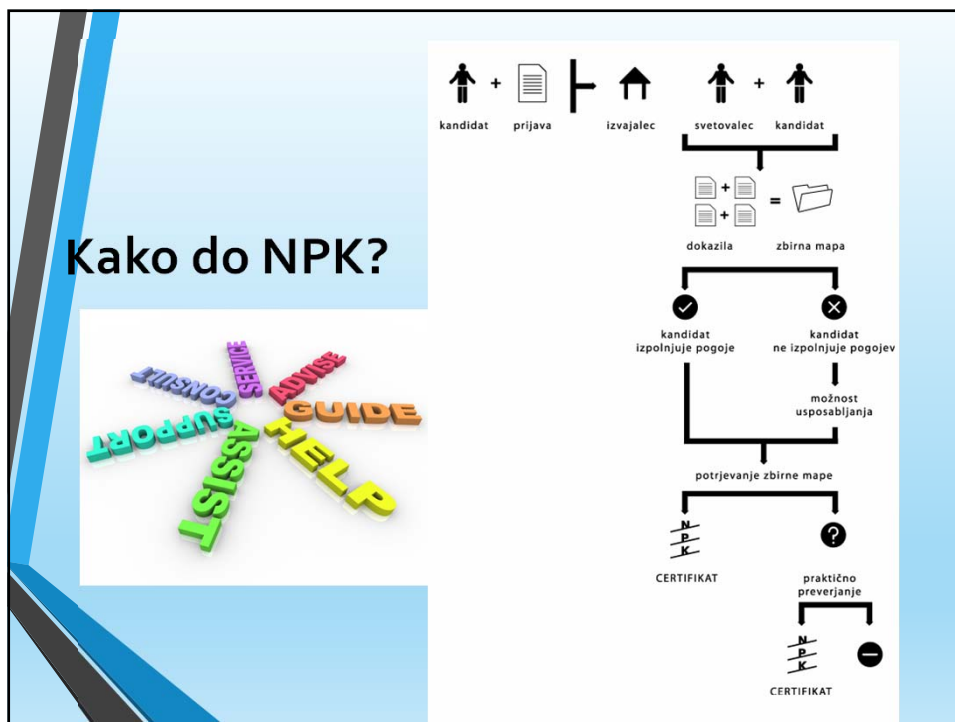 Kako do NPK?
SERVICE
ADVISE
GUIDE
HELP
ASSIST
SUPPORT
CONSULT
kandidat + prijava izvajalec svetovalec + kandidat
+
+ =
dokazila zbirna mapa
kandidat
izpolnjuje pogoje
kandidat
ne izpolnjuje pogojev
možnost
usposabljanja
potrjevanje zbirne mape
N
P
K
?
CERTIFIKAT
praktično
preverjanje
N
P
K
CERTIFIKAT